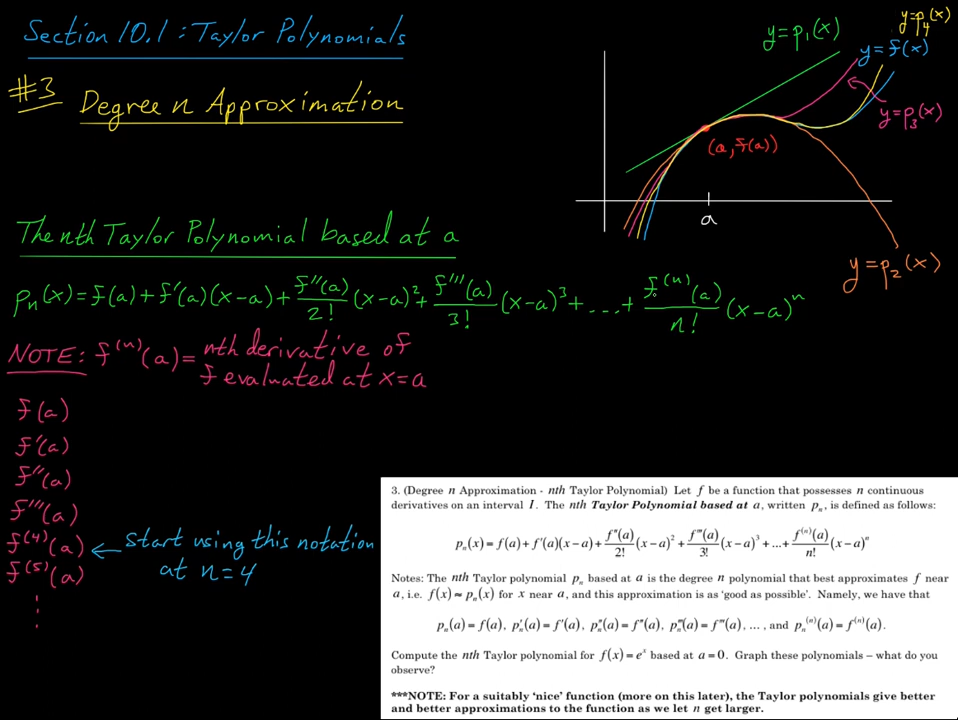 Section 10.1: Taylor Polynomials
#3 Degree n Approximation
y=p₁(x)
y=p₄(x)
y=f(x)
y=p₃(x)
(a, f(a))
a
y=p₂(x)
The nth Taylor Polynomial based at a
pₙ(x)=f(a)+f'(a)(x-a)+f''(a)/2!(x-a)²+f'''(a)/3!(x-a)³+...+f⁽ⁿ⁾(a)/n!(x-a)ⁿ
NOTE: f⁽ⁿ⁾(a)= nth derivative of
f evaluated at x=a
f(a)
f'(a)
f''(a)
f'''(a)
f⁽⁴⁾(a) ← Start using this notation
at n=4
f⁽⁵⁾(a)
⋮
3. (Degree n Approximation - nth Taylor Polynomial) Let f be a function that possesses n continuous
derivatives on an interval I. The nth Taylor Polynomial based at a, written pₙ, is defined as follows:
pₙ(x)=f(a)+f'(a)(x-a)+f''(a)/2!(x-a)²+f'''(a)/3!(x-a)³+...+f⁽ⁿ⁾(a)/n!(x-a)ⁿ
Notes: The nth Taylor polynomial pₙ based at a is the degree n polynomial that best approximates f near
a, i.e. f(x)≈pₙ(x) for x near a, and this approximation is as 'good as possible'. Namely, we have that
pₙ(a)=f(a), pₙ'(a)=f'(a), pₙ''(a)=f''(a), pₙ'''(a)=f'''(a), ..., and pₙ⁽ⁿ⁾(a)=f⁽ⁿ⁾(a).
Compute the nth Taylor polynomial for f(x)=eˣ based at a=0. Graph these polynomials – what do you
observe?
***NOTE: For a suitably 'nice' function (more on this later), the Taylor polynomials give better
and better approximations to the function as we let n get larger.